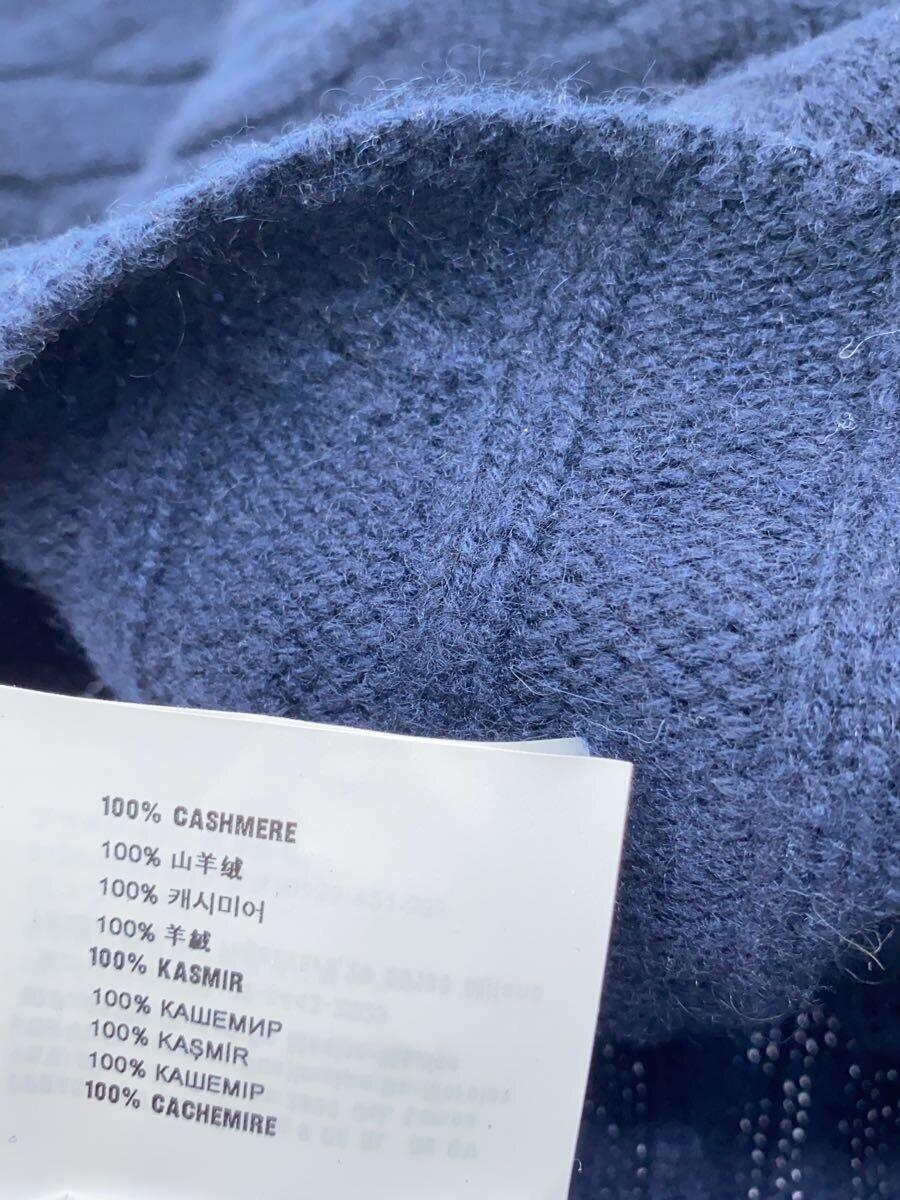 100% CASHMERE
100% 山羊绒
100% 캐시미어
100% 羊絨
100% KASMIR
100% КАШЕМИР
100% KAŞMİR
100% КАШЕМІР
100% CACHEMIRE